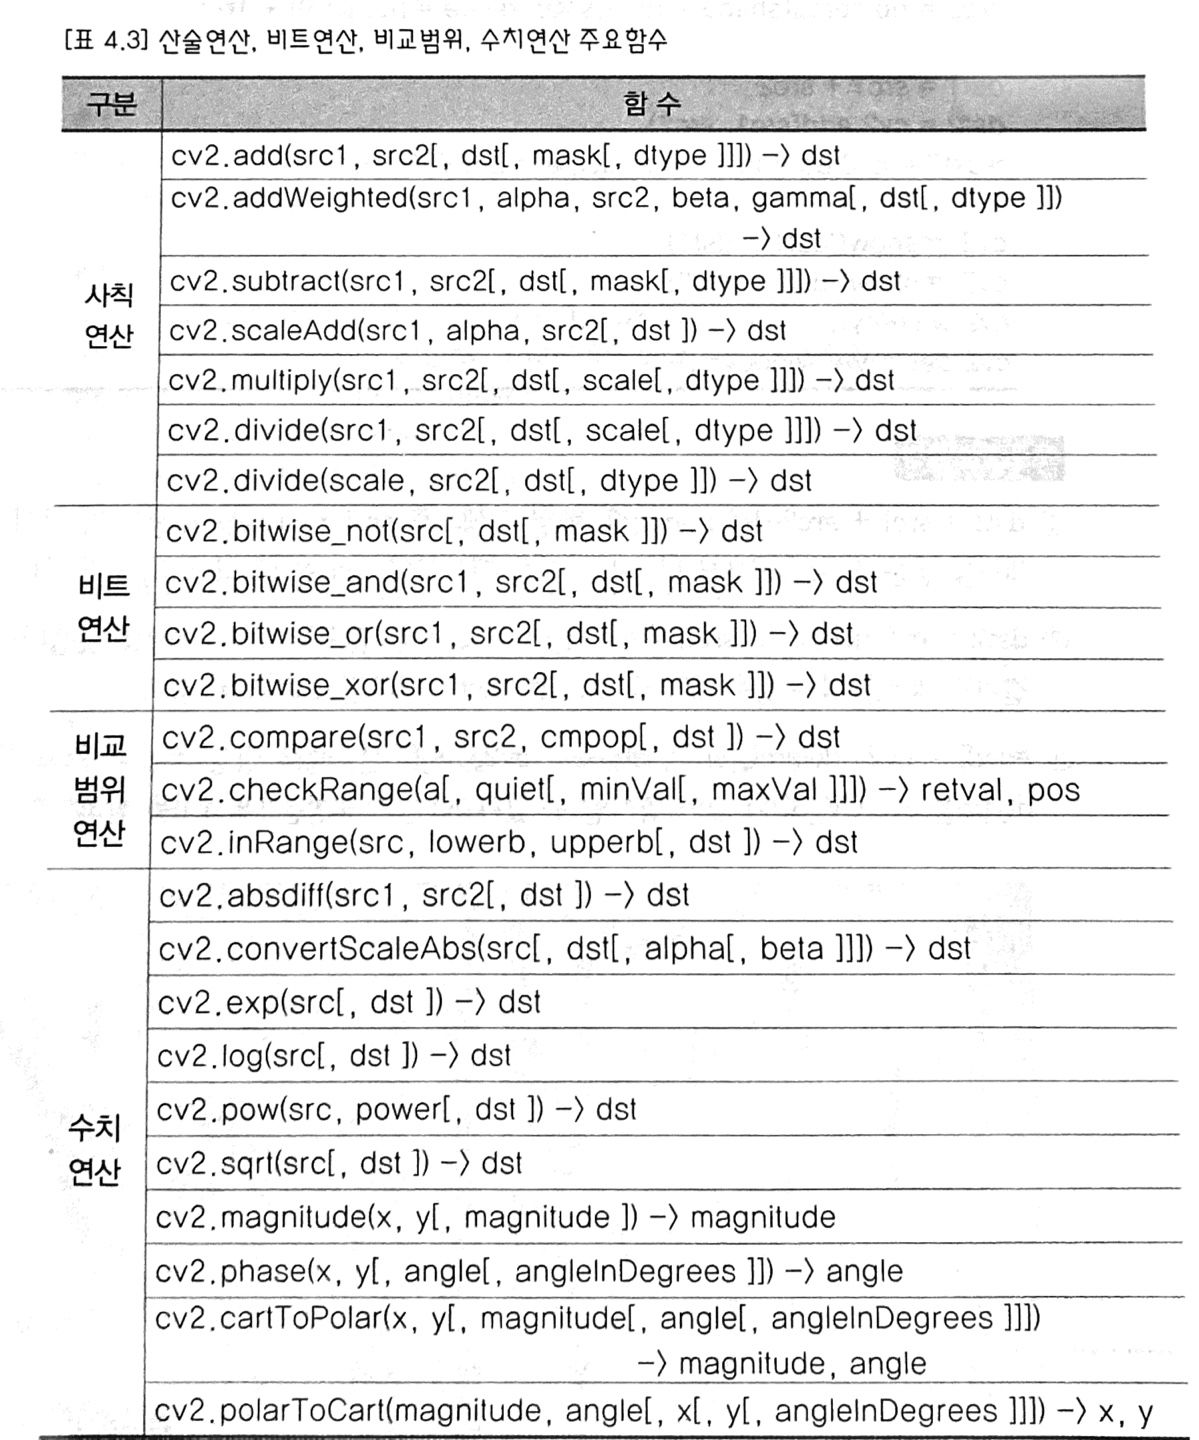 [표 4.3] 산술연산, 비트연산, 비교범위, 수치연산 주요함수
구분 함 수
사칙
연산
cv2.add(src1, src2[, dst[, mask[, dtype ]]]) -> dst
cv2.addWeighted(src1, alpha, src2, beta, gamma[, dst[, dtype ]])
-> dst
cv2.subtract(src1, src2[, dst[, mask[, dtype ]]]) -> dst
cv2.scaleAdd(src1, alpha, src2[, dst ]) -> dst
cv2.multiply(src1, src2[, dst[, scale[, dtype ]]]) -> dst
cv2.divide(src1, src2[, dst[, scale[, dtype ]]]) -> dst
cv2.divide(scale, src2[, dst[, dtype ]]) -> dst
비트
연산
cv2.bitwise_not(src[, dst[, mask ]]) -> dst
cv2.bitwise_and(src1, src2[, dst[, mask ]]) -> dst
cv2.bitwise_or(src1, src2[, dst[, mask ]]) -> dst
cv2.bitwise_xor(src1, src2[, dst[, mask ]]) -> dst
비교
범위
연산
cv2.compare(src1, src2, cmpop[, dst ]) -> dst
cv2.checkRange(a[, quiet[, minVal[, maxVal ]]]) -> retval, pos
cv2.inRange(src, lowerb, upperb[, dst ]) -> dst
수치
연산
cv2.absdiff(src1, src2[, dst ]) -> dst
cv2.convertScaleAbs(src[, dst[, alpha[, beta ]]]) -> dst
cv2.exp(src[, dst ]) -> dst
cv2.log(src[, dst ]) -> dst
cv2.pow(src, power[, dst ]) -> dst
cv2.sqrt(src[, dst ]) -> dst
cv2.magnitude(x, y[, magnitude ]) -> magnitude
cv2.phase(x, y[, angle[, angleInDegrees ]]) -> angle
cv2.cartToPolar(x, y[, magnitude[, angle[, angleInDegrees ]]])
-> magnitude, angle
cv2.polarToCart(magnitude, angle[, x[, y[, angleInDegrees ]]]) -> x, y